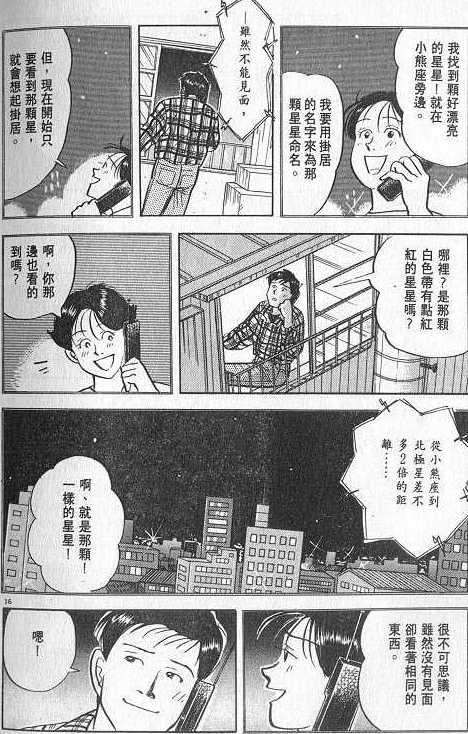 我找到顆好漂亮
的星星！就在
小熊座旁邊。
我要用掛居
的名字來為那
顆星星命名。
—雖然不能見面，
但，現在開始只
要看到那顆星，
就會想起掛居。
哪裡？是那顆
白色帶有點紅
紅的星星嗎？
啊，你那
邊也看的
到嗎？
從小熊座到
北極星差不
多2倍的距
離……
啊、就是那顆！
一樣的星星！
16
很不可思議，
雖然沒有見面
卻看著相同的
東西。
嗯！